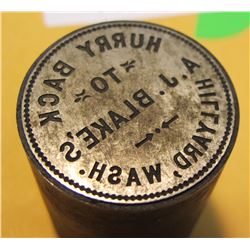 HURRY BACK
TO
A. J. BLAKE'S.
HILLYARD, WASH.